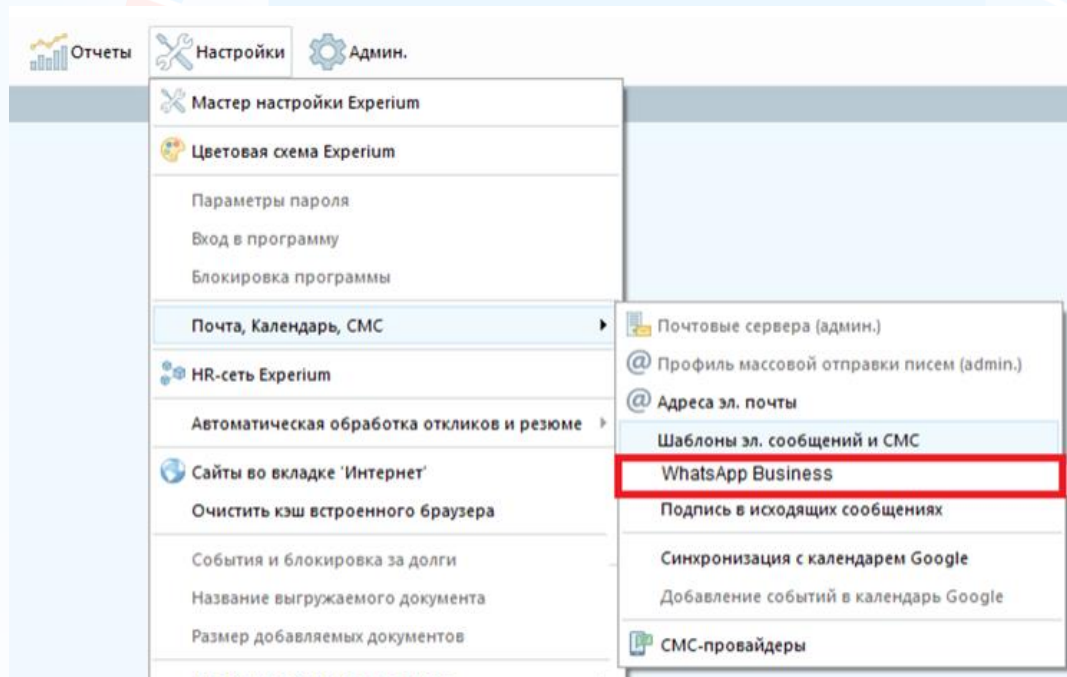 Отчеты
Настройки
Админ.
Мастер настройки Experium
Цветовая схема Experium
Параметры пароля
Вход в программу
Блокировка программы
Почта, Календарь, СМС
HR-сеть Experium
Автоматическая обработка откликов и резюме
Сайты во вкладке 'Интернет'
Очистить кэш встроенного браузера
События и блокировка за долги
Название выгружаемого документа
Размер добавляемых документов
Почтовые сервера (админ.)
Профиль массовой отправки писем (admin.)
Адреса эл. почты
Шаблоны эл. сообщений и СМС
WhatsApp Business
Подпись в исходящих сообщениях
Синхронизация с календарем Google
Добавление событий в календарь Google
СМС-провайдеры